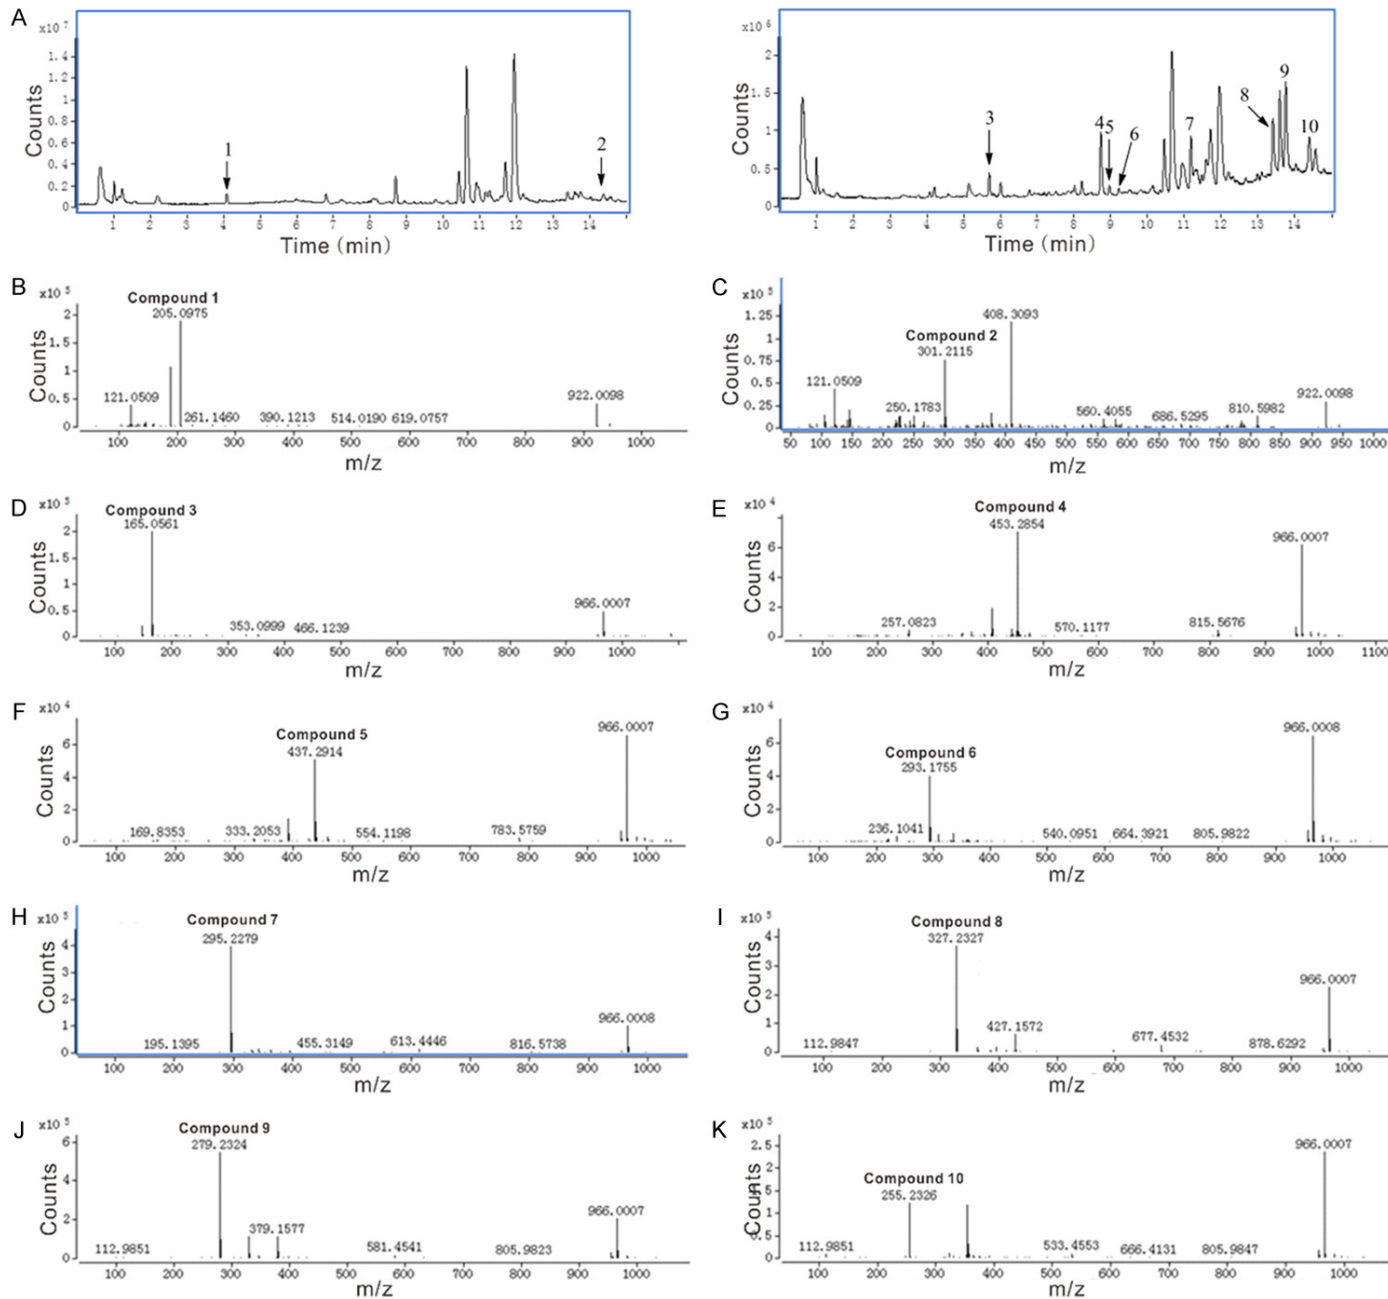 A
x10 7
1.4
1.2
1
0.8
0.6
0.4
0.2
0
Counts
1
2
1 2 3 4 5 6 7 8 9 10 11 12 13 14
Time (min)
x10 6
2
1.5
1
0.5
0
Counts
3
4
5
6
7
8
9
10
1 2 3 4 5 6 7 8 9 10 11 12 13 14
Time (min)
B
x10 5
Compound 1
205.0975
2
1.5
1
0.5
0
Counts
121.0509
261.1460
390.1213
514.0190
619.0757
922.0098
100 200 300 400 500 600 700 800 900 1000
m/z
C
x10 5
1.25
1
0.75
0.5
0.25
0
Counts
408.3093
Compound 2
301.2115
121.0509
250.1783
560.4055
686.5295
810.5982
922.0098
50 100 150 200 250 300 350 400 450 500 550 600 650 700 750 800 850 900 950 1000
m/z
D
x10 5
Compound 3
165.0561
2
1.5
1
0.5
0
Counts
353.0999
466.1239
966.0007
100 200 300 400 500 600 700 800 900 1000
m/z
E
x10 4
Compound 4
453.2854
6
4
2
0
Counts
257.0823
570.1177
815.5676
966.0007
100 200 300 400 500 600 700 800 900 1000 1100
m/z
F
x10 4
Compound 5
437.2914
6
4
2
0
Counts
169.8353
333.2053
554.1198
783.5759
966.0007
100 200 300 400 500 600 700 800 900 1000
m/z
G
x10 4
Compound 6
293.1755
6
4
2
0
Counts
236.1041
540.0951
664.3921
805.9822
966.0008
100 200 300 400 500 600 700 800 900 1000
m/z
H
x10 5
Compound 7
295.2279
4
3
2
1
0
Counts
195.1395
455.3149
613.4446
816.5738
966.0008
100 200 300 400 500 600 700 800 900 1000
m/z
I
x10 5
Compound 8
327.2327
4
3
2
1
0
Counts
112.9847
427.1572
677.4532
878.6292
966.0007
100 200 300 400 500 600 700 800 900 1000
m/z
J
x10 5
Compound 9
279.2324
6
4
2
0
Counts
112.9851
379.1577
581.4541
805.9823
966.0007
100 200 300 400 500 600 700 800 900 1000
m/z
K
x10 5
2.5
2
1.5
1
0.5
0
Counts
Compound 10
255.2326
112.9851
533.4553
666.4131
805.9847
966.0007
100 200 300 400 500 600 700 800 900 1000
m/z